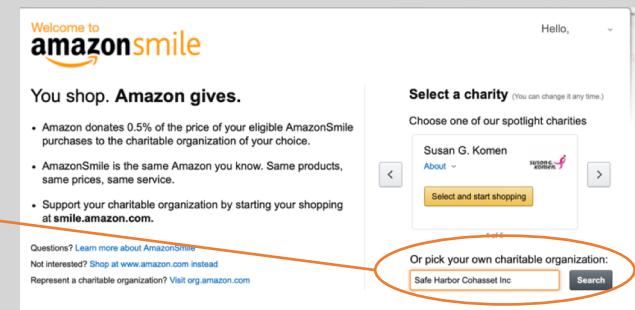 Welcome to
amazonsmile
Hello,
You shop. Amazon gives.
• Amazon donates 0.5% of the price of your eligible AmazonSmile
purchases to the charitable organization of your choice.
• AmazonSmile is the same Amazon you know. Same products,
same prices, same service.
• Support your charitable organization by starting your shopping
at smile.amazon.com.
Questions? Learn more about AmazonSmile
Not interested? Shop at www.amazon.com instead
Represent a charitable organization? Visit org.amazon.com
Select a charity (You can change it any time.)
Choose one of our spotlight charities
Susan G. Komen
About
susan g.
komen
Select and start shopping
Or pick your own charitable organization:
Safe Harbor Cohasset Inc
Search